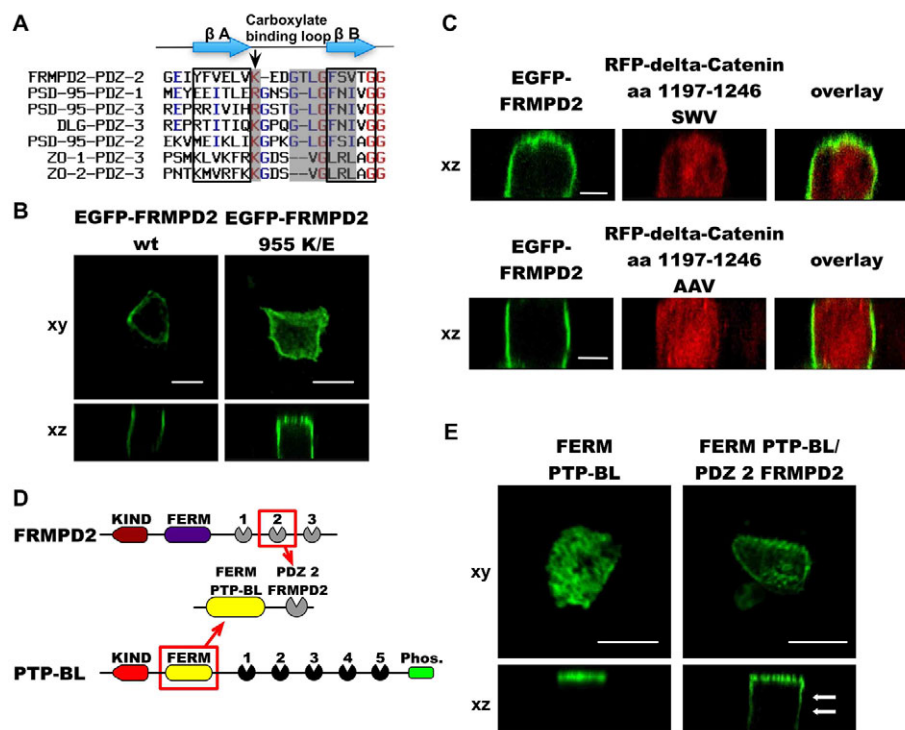 A
β A
Carboxylate
binding loop
β B
FRMPD2-PDZ-2 GEIYFVELVK-EDGTLGFSVTGG
PSD-95-PDZ-1 MEYEEITLERGNSG-LGFNIVGG
PSD-95-PDZ-3 REPRRIVIHRGSTG-LGFNIVGG
DLG-PDZ-3 REPRTITIQKGPQG-LGFNIVGG
PSD-95-PDZ-2 EKVMEIKLIKGPKG-LGFSIAGG
ZO-1-PDZ-3 PSMKLVKFRKGDS--VGLRLAGG
ZO-2-PDZ-3 PNTKMVRFKKGDS--VGLRLAGG
B
EGFP-FRMPD2
wt
EGFP-FRMPD2
955 K/E
xy
xz
C
EGFP-
FRMPD2
RFP-delta-Catenin
aa 1197-1246
SWV
overlay
xz
EGFP-
FRMPD2
RFP-delta-Catenin
aa 1197-1246
AAV
overlay
xz
D
KIND FERM 1 2 3
FRMPD2
FERM
PTP-BL
PDZ 2
FRMPD2
KIND FERM 1 2 3 4 5 Phos.
PTP-BL
E
FERM
PTP-BL
FERM PTP-BL/
PDZ 2 FRMPD2
xy
xz